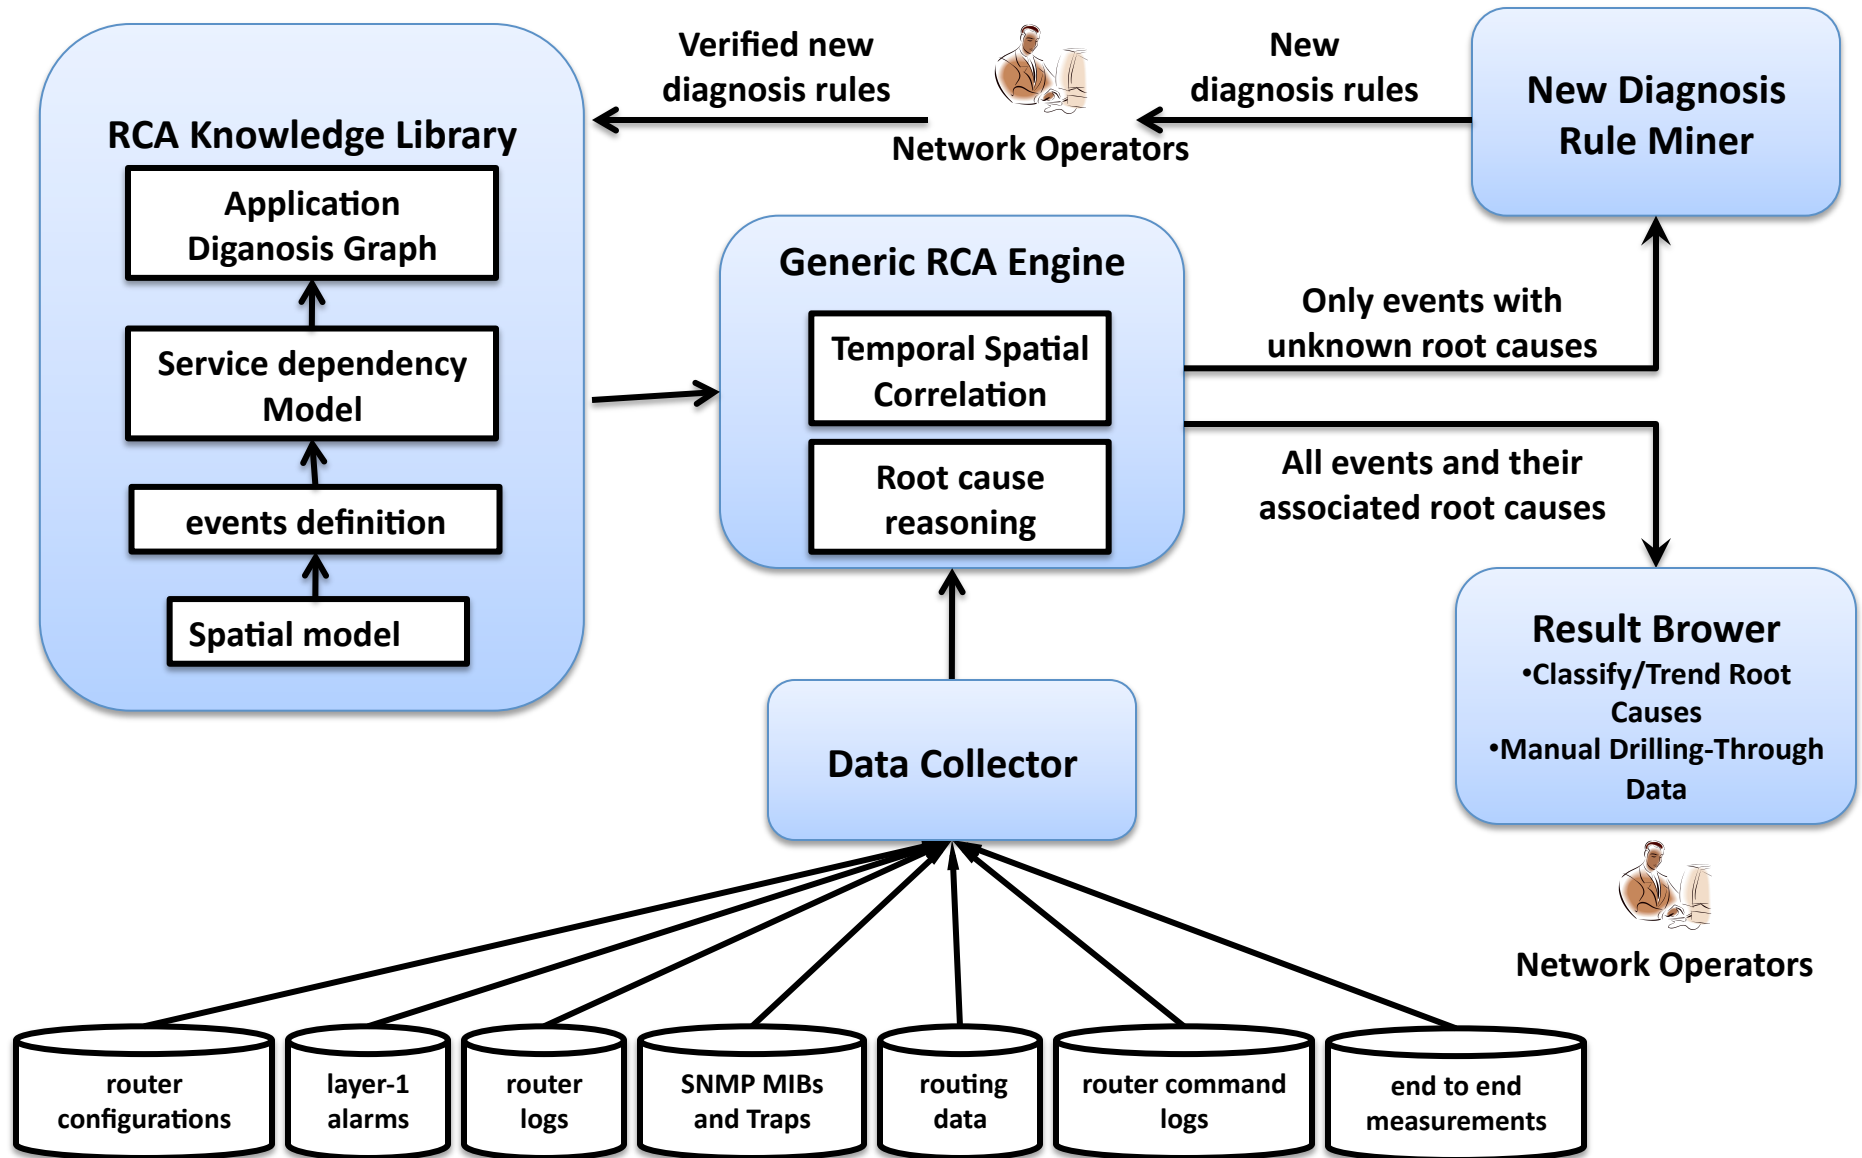 Verified new
diagnosis rules
New
diagnosis rules
Network Operators
New Diagnosis
Rule Miner
RCA Knowledge Library
Application
Diganosis Graph
Service dependency
Model
events definition
Spatial model
Generic RCA Engine
Temporal Spatial
Correlation
Root cause
reasoning
Only events with
unknown root causes
All events and their
associated root causes
Result Brower
•Classify/Trend Root
Causes
•Manual Drilling-Through
Data
Network Operators
Data Collector
router
configurations
layer-1
alarms
router
logs
SNMP MIBs
and Traps
routing
data
router command
logs
end to end
measurements